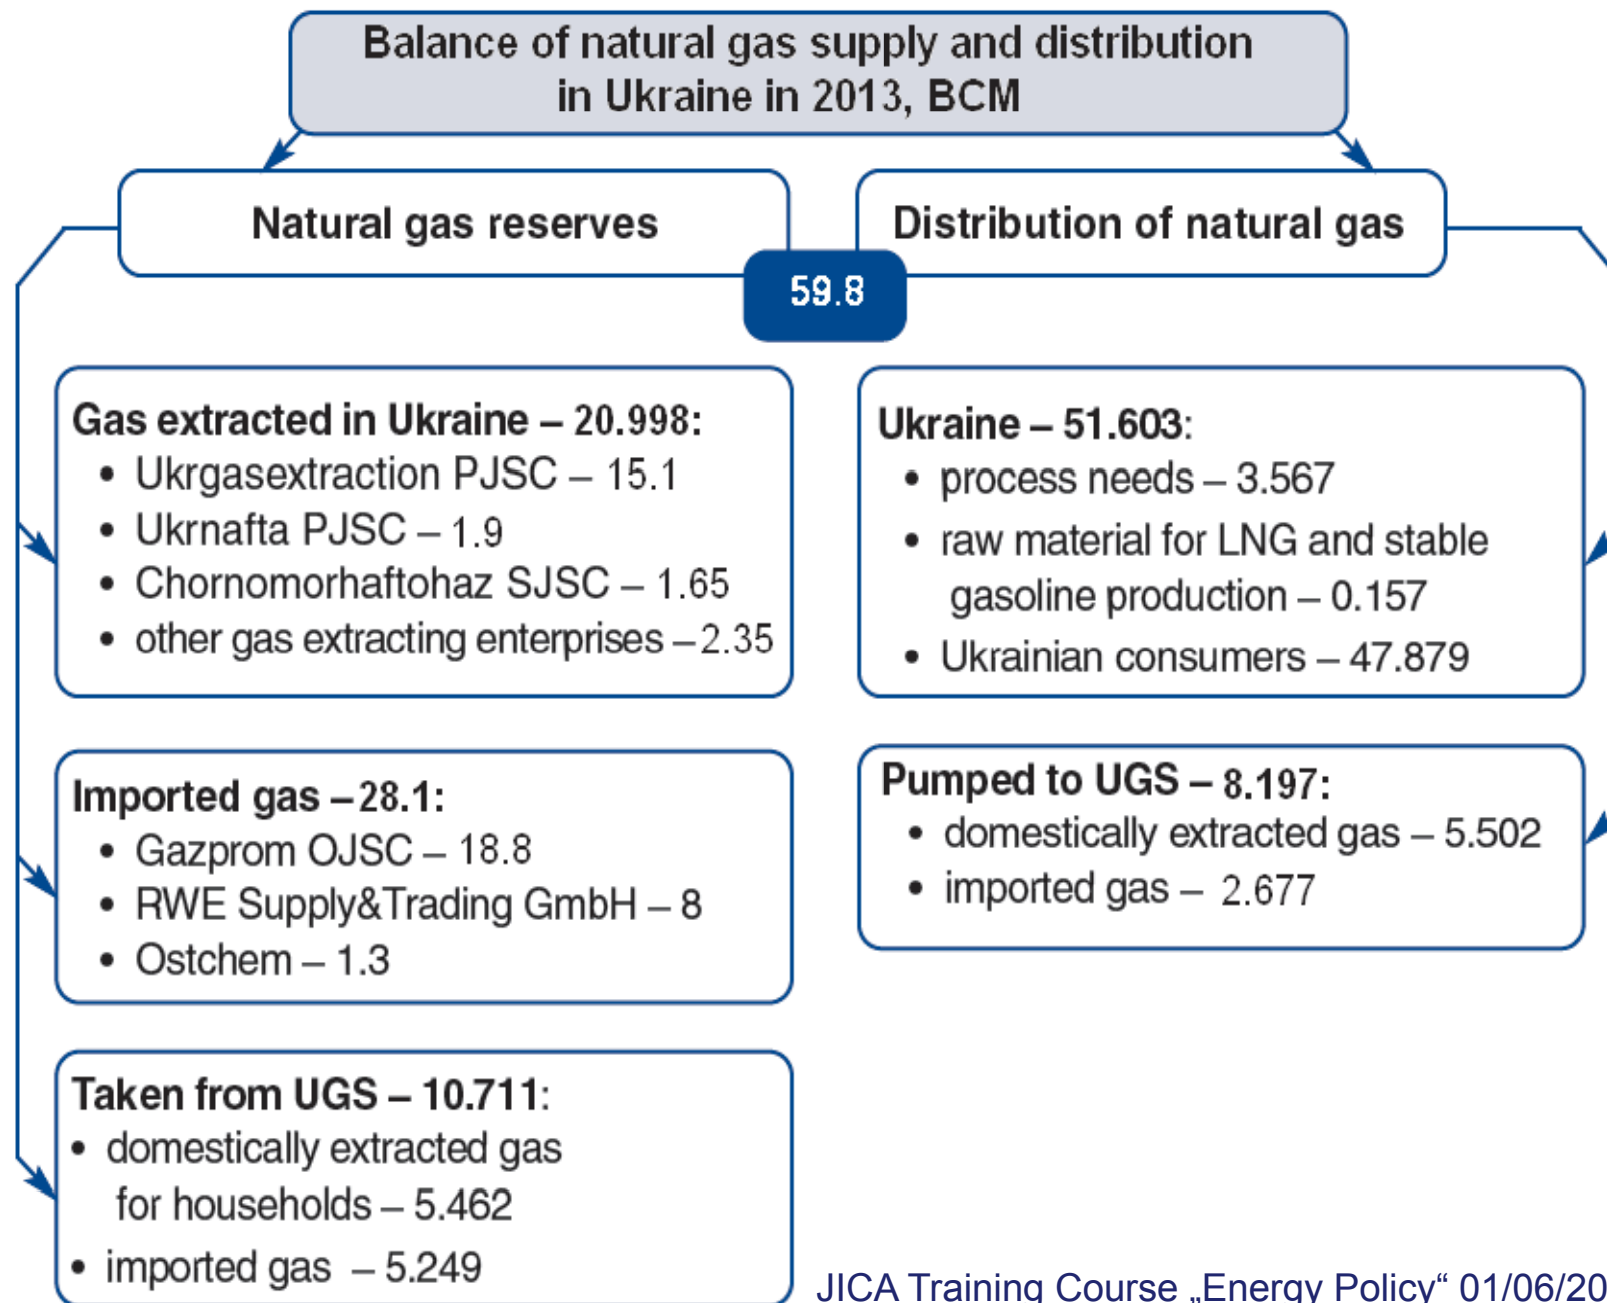 Balance of natural gas supply and distribution
in Ukraine in 2013, BCM
Natural gas reserves
Distribution of natural gas
59.8
Gas extracted in Ukraine – 20.998:
• Ukrgasextraction PJSC – 15.1
• Ukrnafta PJSC – 1.9
• Chornomorhaftohaz SJSC – 1.65
• other gas extracting enterprises – 2.35
Imported gas – 28.1:
• Gazprom OJSC – 18.8
• RWE Supply&Trading GmbH – 8
• Ostchem – 1.3
Taken from UGS – 10.711:
• domestically extracted gas
for households – 5.462
• imported gas – 5.249
Ukraine – 51.603:
• process needs – 3.567
• raw material for LNG and stable
gasoline production – 0.157
• Ukrainian consumers – 47.879
Pumped to UGS – 8.197:
• domestically extracted gas – 5.502
• imported gas – 2.677
JICA Training Course „Energy Policy“ 01/06/20